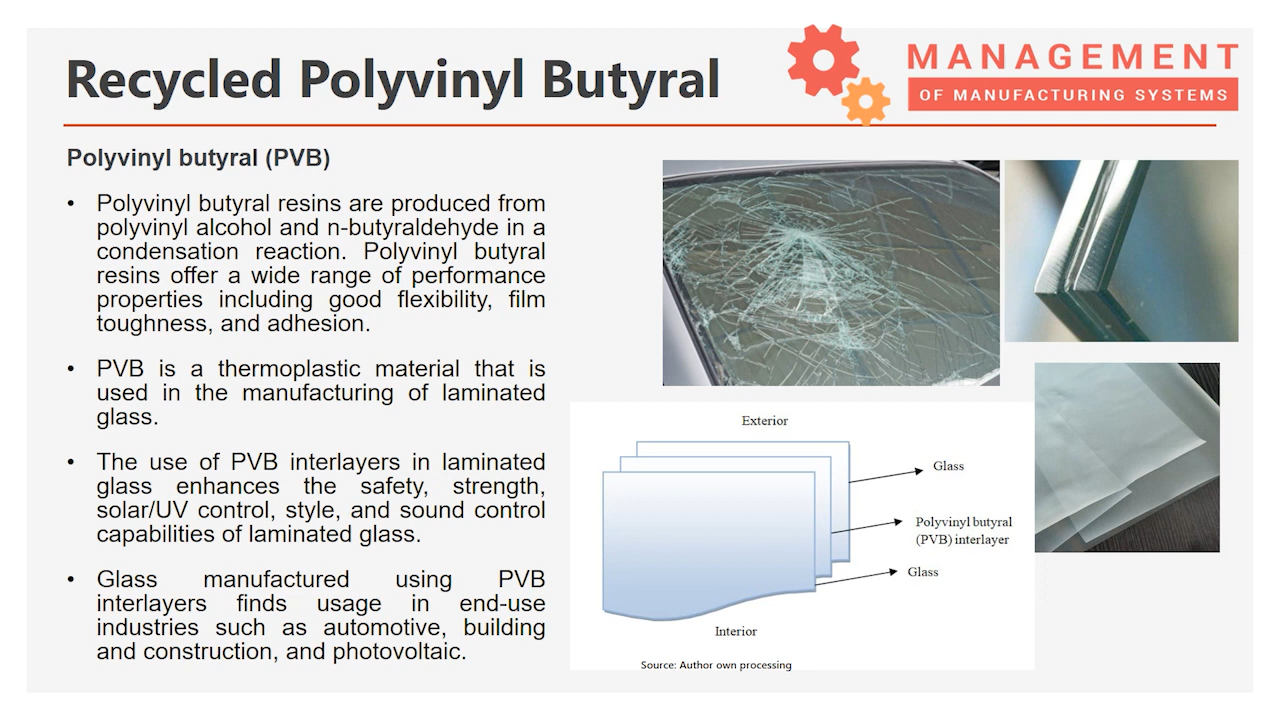 Recycled Polyvinyl Butyral
MANAGEMENT
OF MANUFACTURING SYSTEMS
Polyvinyl butyral (PVB)
• Polyvinyl butyral resins are produced from
polyvinyl alcohol and n-butyraldehyde in a
condensation reaction. Polyvinyl butyral
resins offer a wide range of performance
properties including good flexibility, film
toughness, and adhesion.
• PVB is a thermoplastic material that is
used in the manufacturing of laminated
glass.
• The use of PVB interlayers in laminated
glass enhances the safety, strength,
solar/UV control, style, and sound control
capabilities of laminated glass.
• Glass manufactured using PVB
interlayers finds usage in end-use
industries such as automotive, building
and construction, and photovoltaic.
Exterior
Glass
Polyvinyl butyral
(PVB) interlayer
Glass
Interior
Source: Author own processing